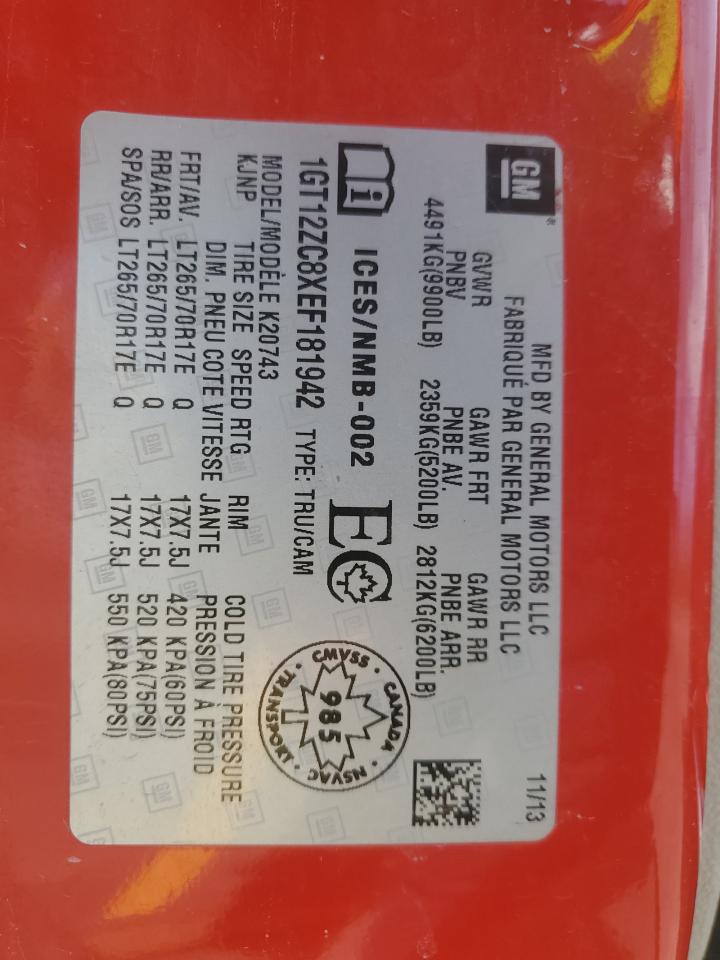 GM
MFD BY GENERAL MOTORS LLC 11/13
FABRIQUÉ PAR GENERAL MOTORS LLC
GVWR GAWR FRT GAWR RR
PNBV PNBE AV. PNBE ARR.
4491KG(9900LB) 2359KG(5200LB) 2812KG(6200LB)
ICES/NMB-002 EC
CMVSS · CANADA · NSVAC · TRANSPORT ·
985
1GT12ZC8XEF181942 TYPE: TRU/CAM
MODEL/MODÈLE K20743
KJNP TIRE SIZE SPEED RTG RIM COLD TIRE PRESSURE
DIM. PNEU COTE VITESSE JANTE PRESSION À FROID
FRT/AV. LT265/70R17E Q 17X7.5J 420 KPA(60PSI)
RR/ARR. LT265/70R17E Q 17X7.5J 520 KPA(75PSI)
SPA/SOS LT265/70R17E Q 17X7.5J 550 KPA(80PSI)